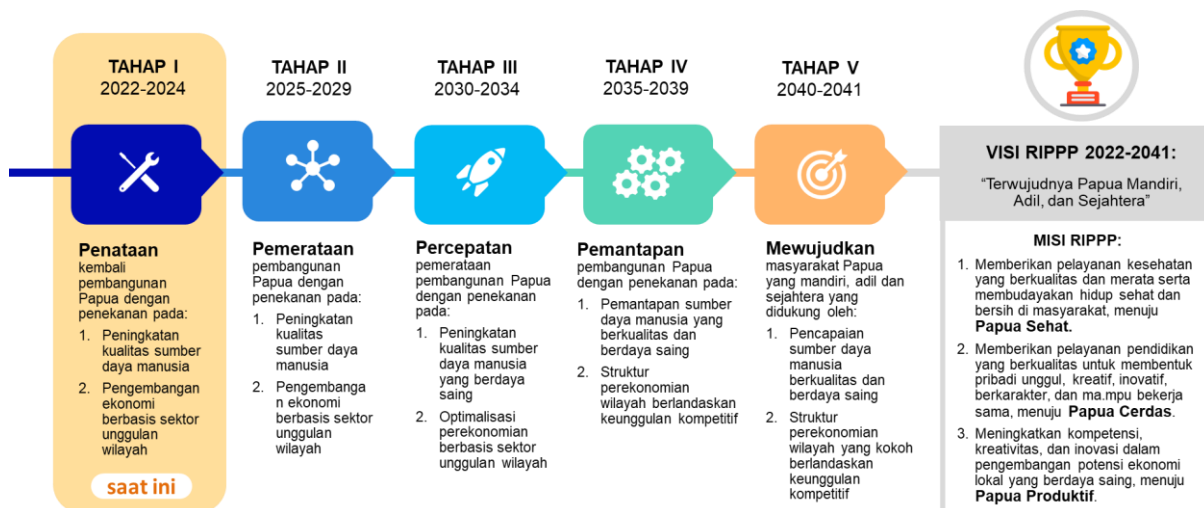 TAHAP I
2022-2024
Penataan
kembali
pembangunan
Papua dengan
penekanan pada:
1. Peningkatan
kualitas sumber
daya manusia
2. Pengembangan
ekonomi
berbasis sektor
unggulan
wilayah
saat ini
TAHAP II
2025-2029
Pemerataan
pembangunan
Papua dengan
penekanan pada:
1. Peningkatan
kualitas
sumber daya
manusia
2. Pengembanga
n ekonomi
berbasis sektor
unggulan
wilayah
TAHAP III
2030-2034
Percepatan
pemerataan
pembangunan Papua
dengan penekanan
pada:
1. Peningkatan
kualitas sumber
daya manusia
yang berdaya
saing
2. Optimalisasi
perekonomian
berbasis sektor
unggulan wilayah
TAHAP IV
2035-2039
Pemantapan
pembangunan Papua
dengan penekanan pada:
1. Pemantapan sumber
daya manusia yang
berkualitas dan
berdaya saing
2. Struktur
perekonomian
wilayah berlandaskan
keunggulan kompetitif
TAHAP V
2040-2041
Mewujudkan
masyarakat Papua
yang mandiri, adil dan
sejahtera yang
didukung oleh:
1. Pencapaian
sumber daya
manusia
berkualitas dan
berdaya saing
2. Struktur
perekonomian
wilayah yang kokoh
berlandaskan
keunggulan
kompetitif
VISI RIPPP 2022-2041:
“Terwujudnya Papua Mandiri,
Adil, dan Sejahtera”
MISI RIPPP:
1. Memberikan pelayanan kesehatan
yang berkualitas dan merata serta
membudayakan hidup sehat dan
bersih di masyarakat, menuju
Papua Sehat.
2. Memberikan pelayanan pendidikan
yang berkualitas untuk membentuk
pribadi unggul, kreatif, inovatif,
berkarakter, dan ma.mpu bekerja
sama, menuju Papua Cerdas.
3. Meningkatkan kompetensi,
kreativitas, dan inovasi dalam
pengembangan potensi ekonomi
lokal yang berdaya saing, menuju
Papua Produktif.